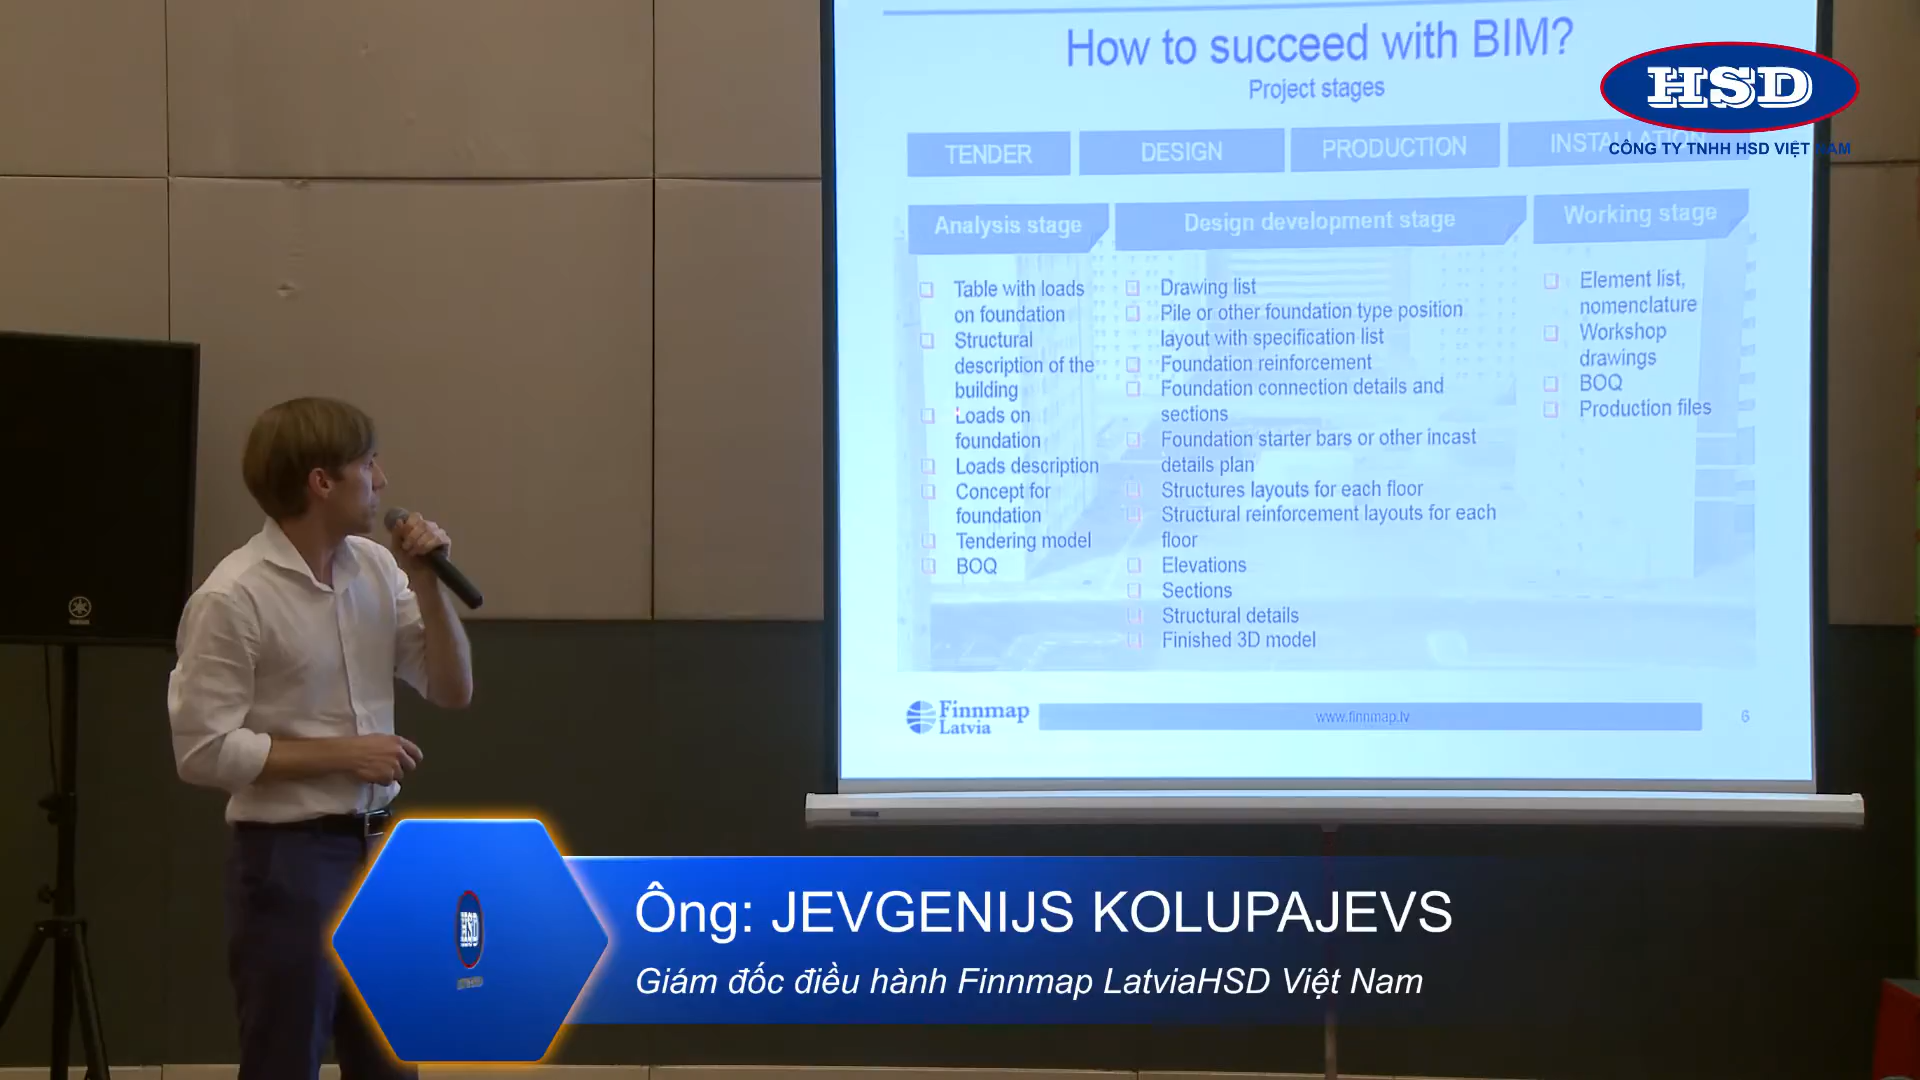 How to succeed with BIM?
Project stages
HSD
CÔNG TY TNHH HSD VIỆT NAM
TENDER
DESIGN
PRODUCTION
INSTALLATION
Analysis stage
Table with loads
on foundation
Structural
description of the
building
Loads on
foundation
Loads description
Concept for
foundation
Tendering model
BOQ
Design development stage
Drawing list
Pile or other foundation type position
layout with specification list
Foundation reinforcement
Foundation connection details and
sections
Foundation starter bars or other incast
details plan
Structures layouts for each floor
Structural reinforcement layouts for each
floor
Elevations
Sections
Structural details
Finished 3D model
Working stage
Element list,
nomenclature
Workshop
drawings
BOQ
Production files
Finnmap
Latvia
www.finnmap.lv
6
YAMAHA
HSD
Ông: JEVGENIJS KOLUPAJEVS
Giám đốc điều hành Finnmap LatviaHSD Việt Nam